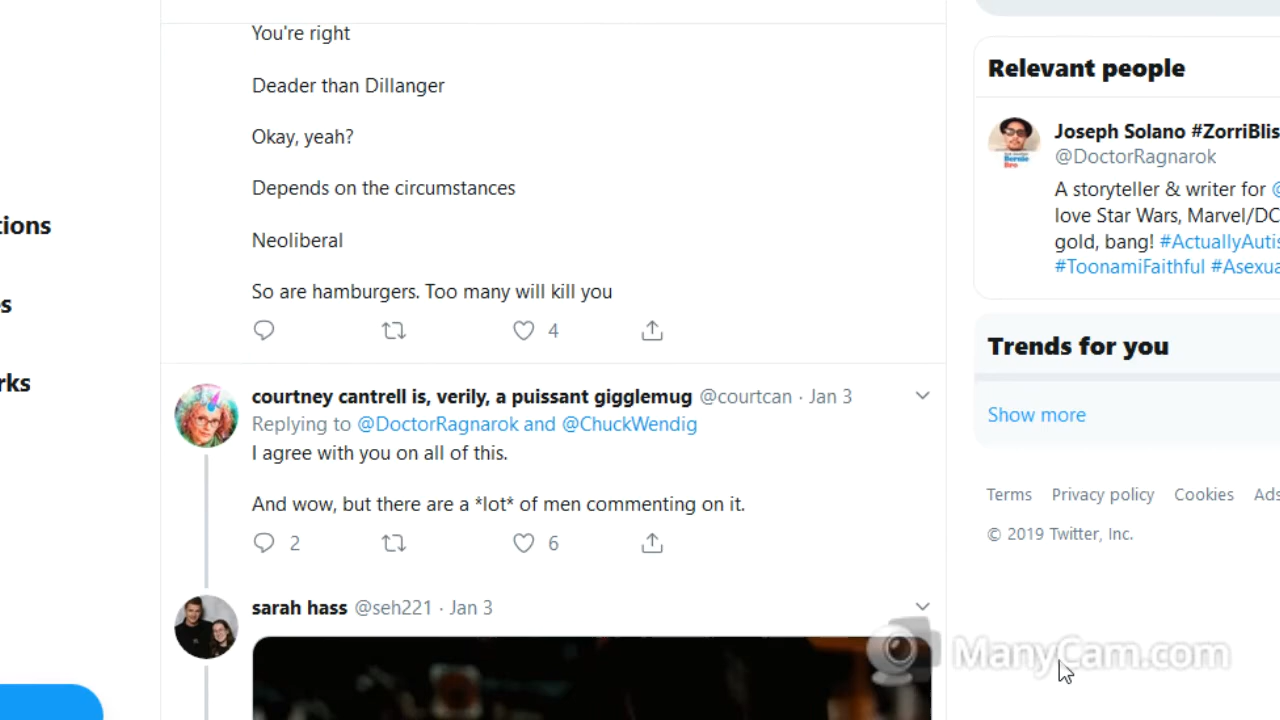 You're right
Deader than Dillanger
Okay, yeah?
Depends on the circumstances
Neoliberal
So are hamburgers. Too many will kill you
4
courtney cantrell is, verily, a puissant gigglemug @courtcan · Jan 3
Replying to @DoctorRagnarok and @ChuckWendig
I agree with you on all of this.
And wow, but there are a *lot* of men commenting on it.
2 6
sarah hass @seh221 · Jan 3
tions
s
rks
Relevant people
Joseph Solano #ZorriBlis
@DoctorRagnarok
A storyteller & writer for @
love Star Wars, Marvel/DC
gold, bang! #ActuallyAutis
#ToonamiFaithful #Asexua
Trends for you
Show more
Terms Privacy policy Cookies Ads
© 2019 Twitter, Inc.
ManyCam.com